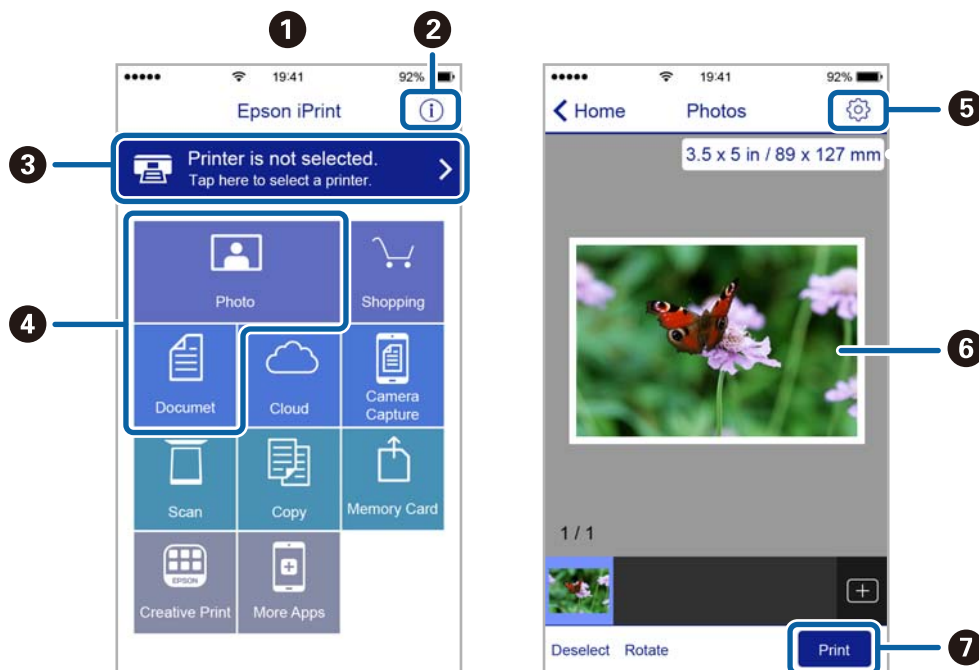 1
2
19:41
92%
Epson iPrint
i
3
Printer is not selected.
Tap here to select a printer.
4
Photo
Shopping
Documet
Cloud
Camera
Capture
Scan
Copy
Memory Card
EPSON
Creative Print
More Apps
19:41
92%
Home
Photos
5
3.5 x 5 in / 89 x 127 mm
6
1 / 1
Deselect
Rotate
Print
7